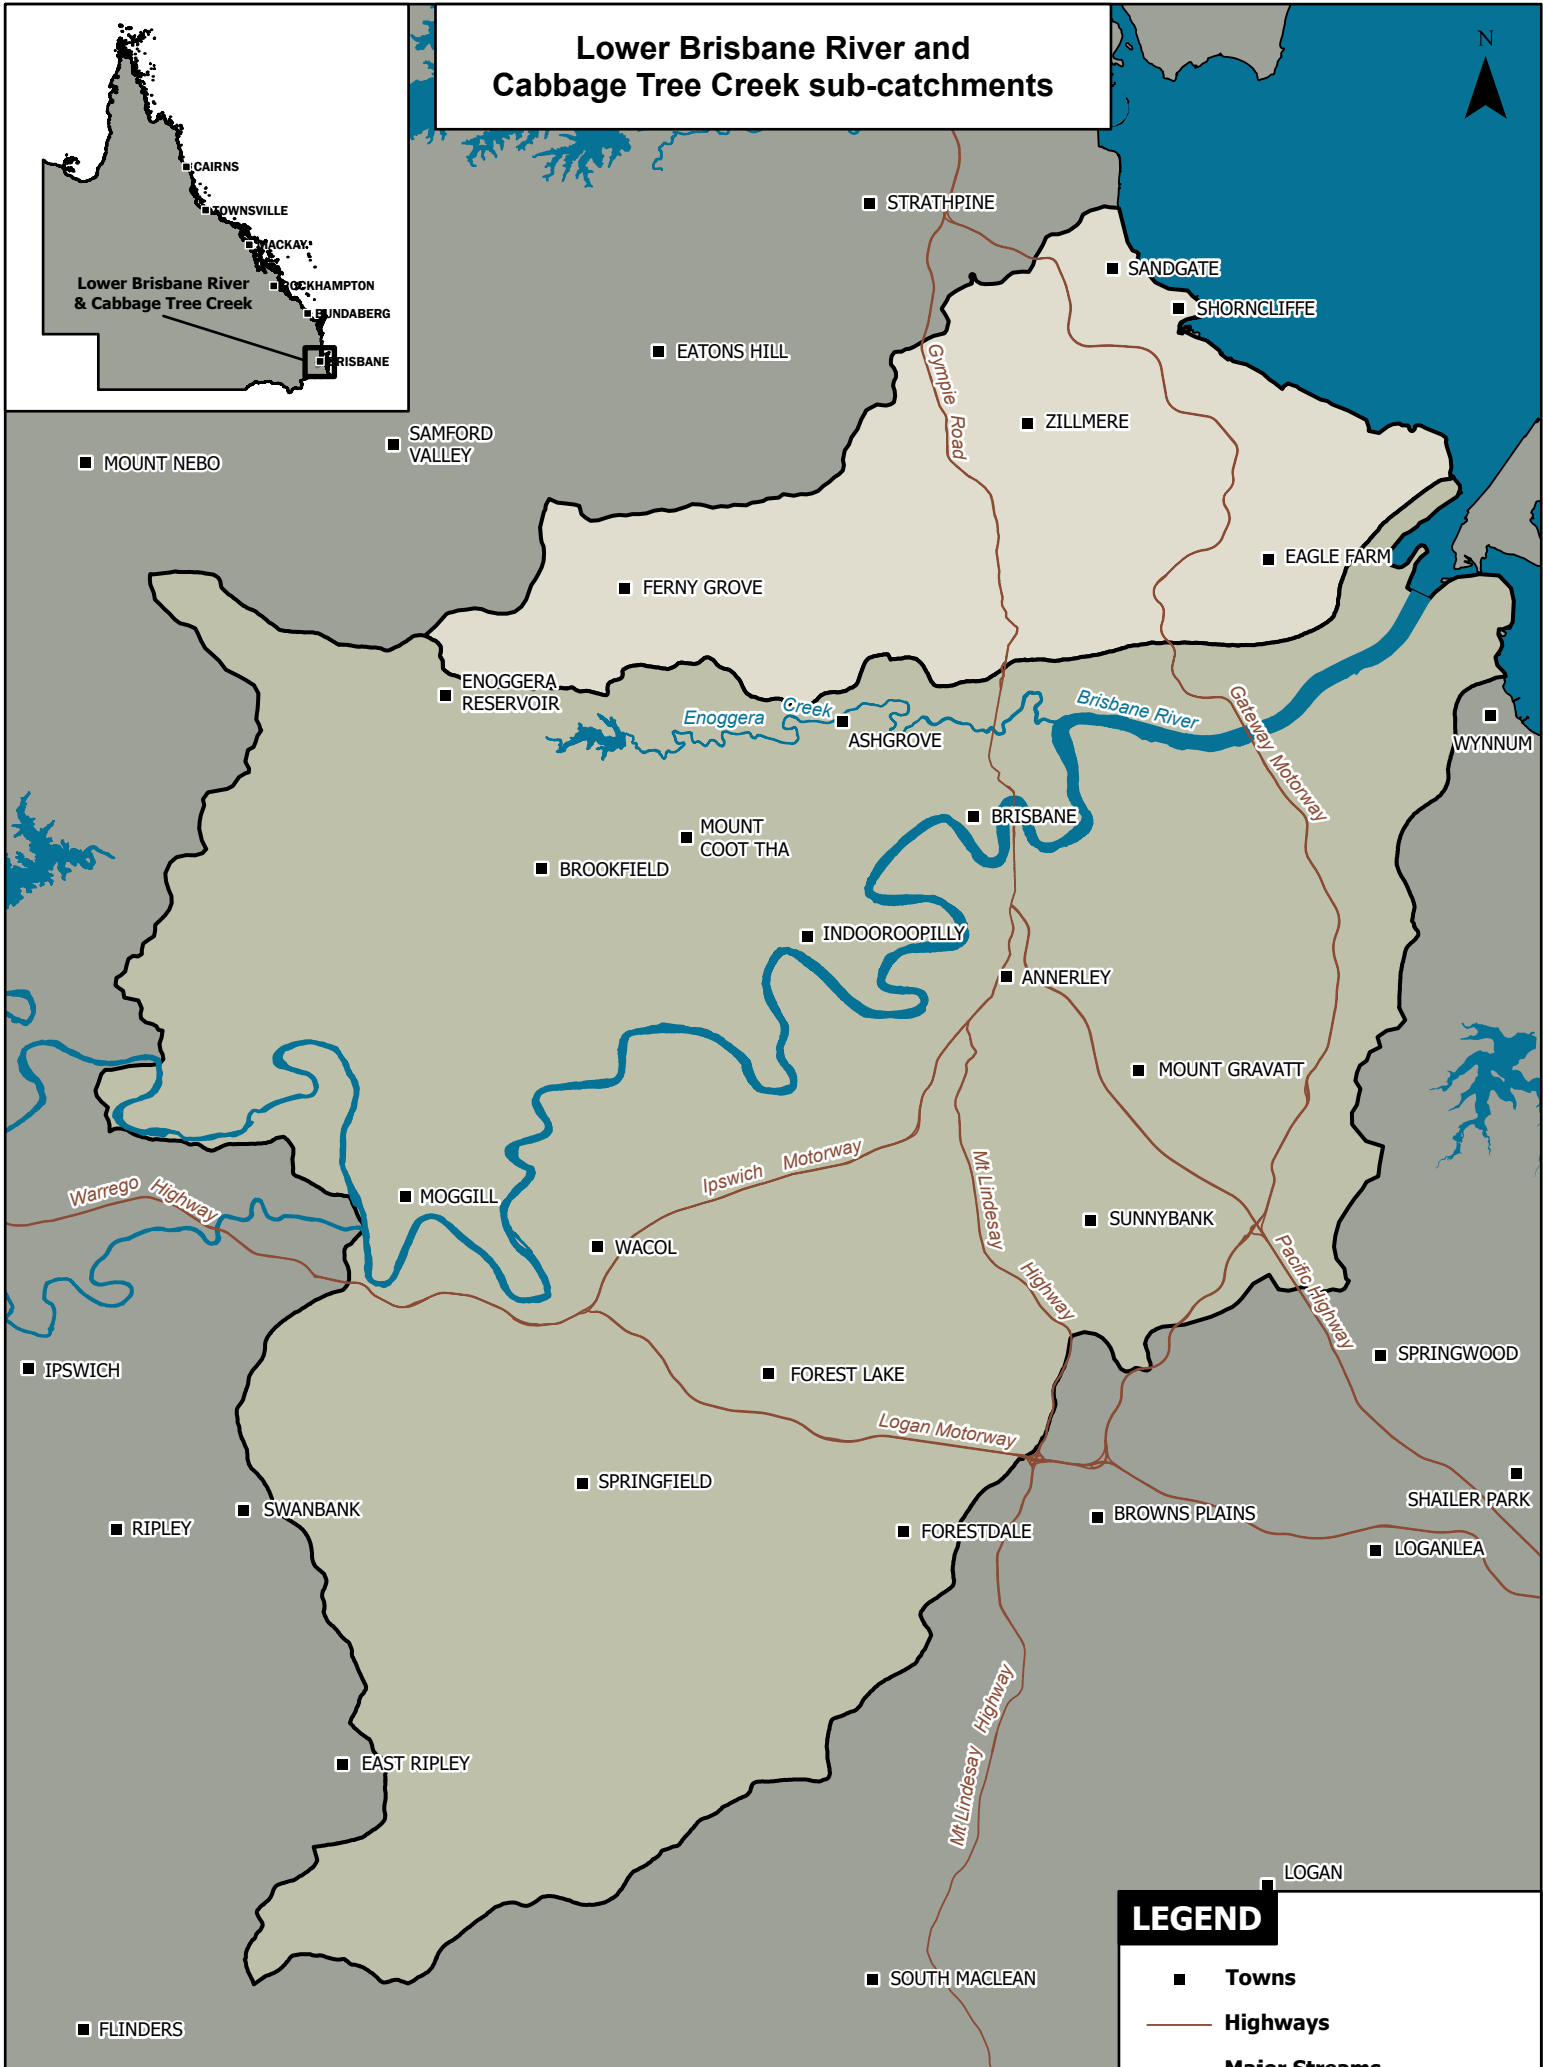 Lower Brisbane River and
Cabbage Tree Creek sub-catchments
N
CAIRNS
TOWNSVILLE
MACKAY
ROCKHAMPTON
BUNDABERG
BRISBANE
Lower Brisbane River
& Cabbage Tree Creek
STRATHPINE
SANDGATE
SHORNCLIFFE
EATONS HILL
Gympie Road
ZILLMERE
SAMFORD
VALLEY
MOUNT NEBO
EAGLE FARM
FERNY GROVE
ENOGGERA
RESERVOIR
Enoggera Creek
ASHGROVE
Brisbane River
Gateway Motorway
WYNNUM
BRISBANE
MOUNT
COOT THA
BROOKFIELD
INDOOROOPILLY
ANNERLEY
MOUNT GRAVATT
Ipswich Motorway
Mt Lindesay Highway
Warrego Highway
MOGGILL
SUNNYBANK
WACOL
Pacific Highway
IPSWICH
SPRINGWOOD
FOREST LAKE
Logan Motorway
SPRINGFIELD
SHAILER PARK
SWANBANK
RIPLEY
FORESTDALE
BROWNS PLAINS
LOGANLEA
Mt Lindesay Highway
EAST RIPLEY
LOGAN
SOUTH MACLEAN
FLINDERS
LEGEND
Towns
Highways
Major Streams